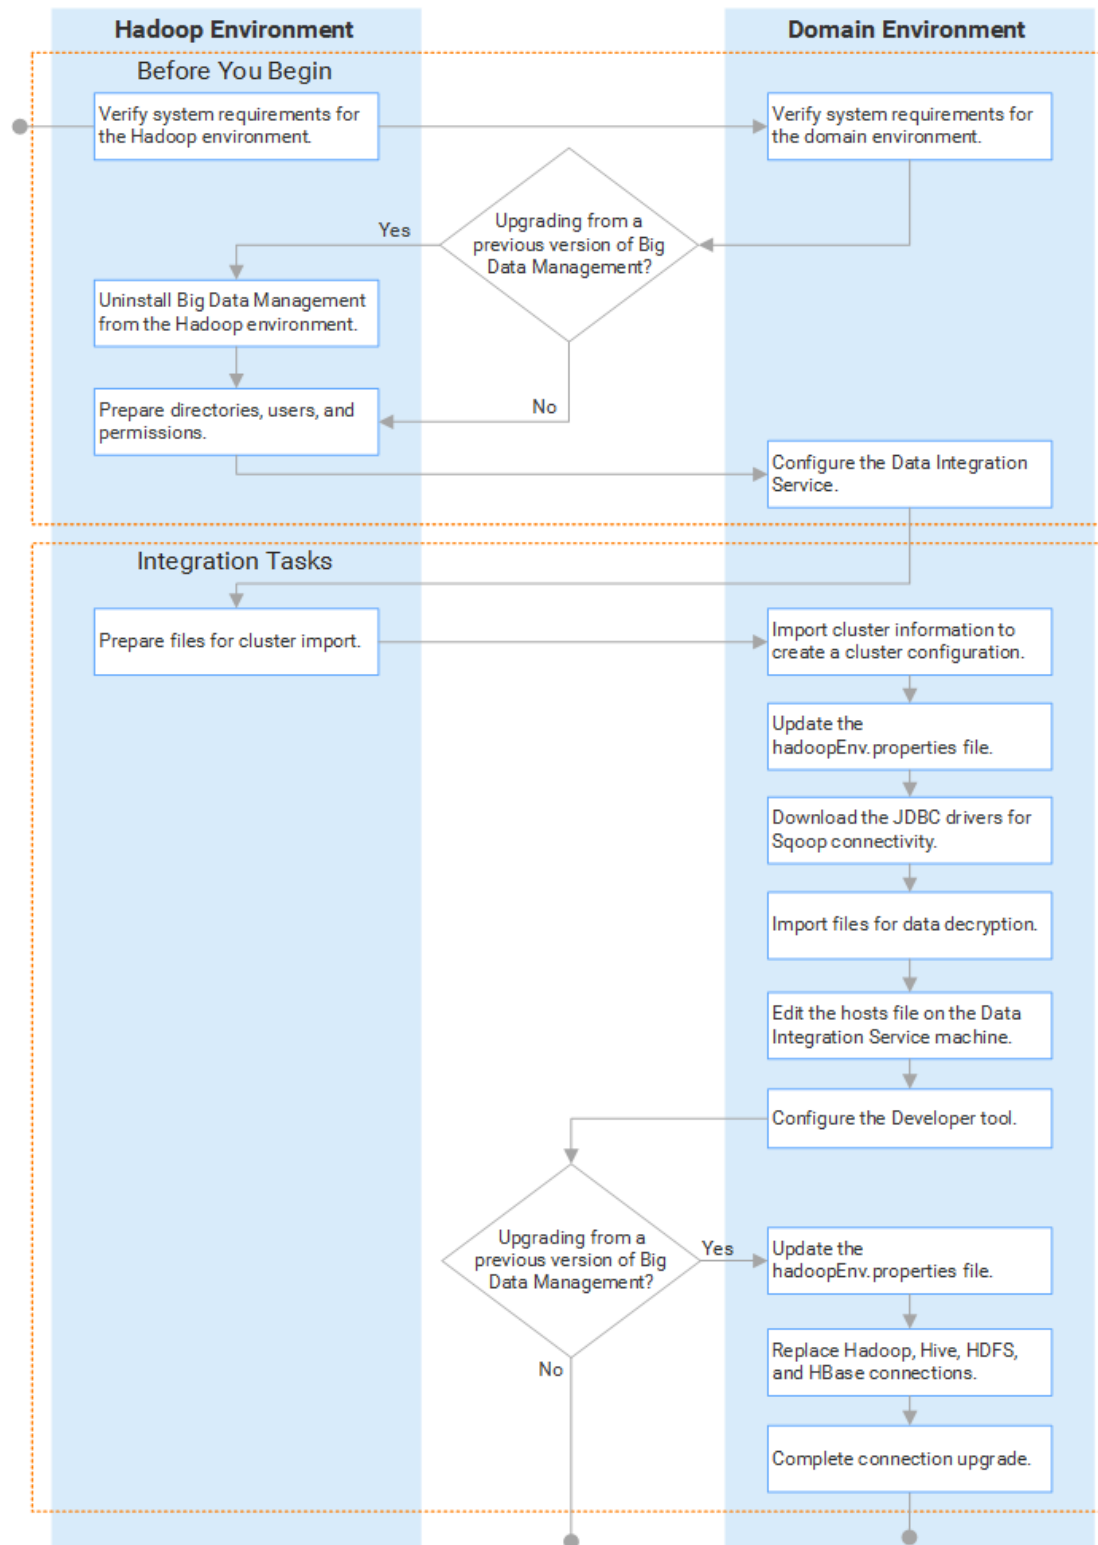 Hadoop Environment
Domain Environment
Before You Begin
Verify system requirements for
the Hadoop environment.
Verify system requirements for
the domain environment.
Upgrading from a
previous version of Big
Data Management?
Yes
Uninstall Big Data Management
from the Hadoop environment.
No
Prepare directories, users, and
permissions.
Configure the Data Integration
Service.
Integration Tasks
Prepare files for cluster import.
Import cluster information to
create a cluster configuration.
Update the
hadoopEnv.properties file.
Download the JDBC drivers for
Sqoop connectivity.
Import files for data decryption.
Edit the hosts file on the Data
Integration Service machine.
Configure the Developer tool.
Upgrading from a
previous version of Big
Data Management?
Yes
Update the
hadoopEnv.properties file.
No
Replace Hadoop, Hive, HDFS,
and HBase connections.
Complete connection upgrade.